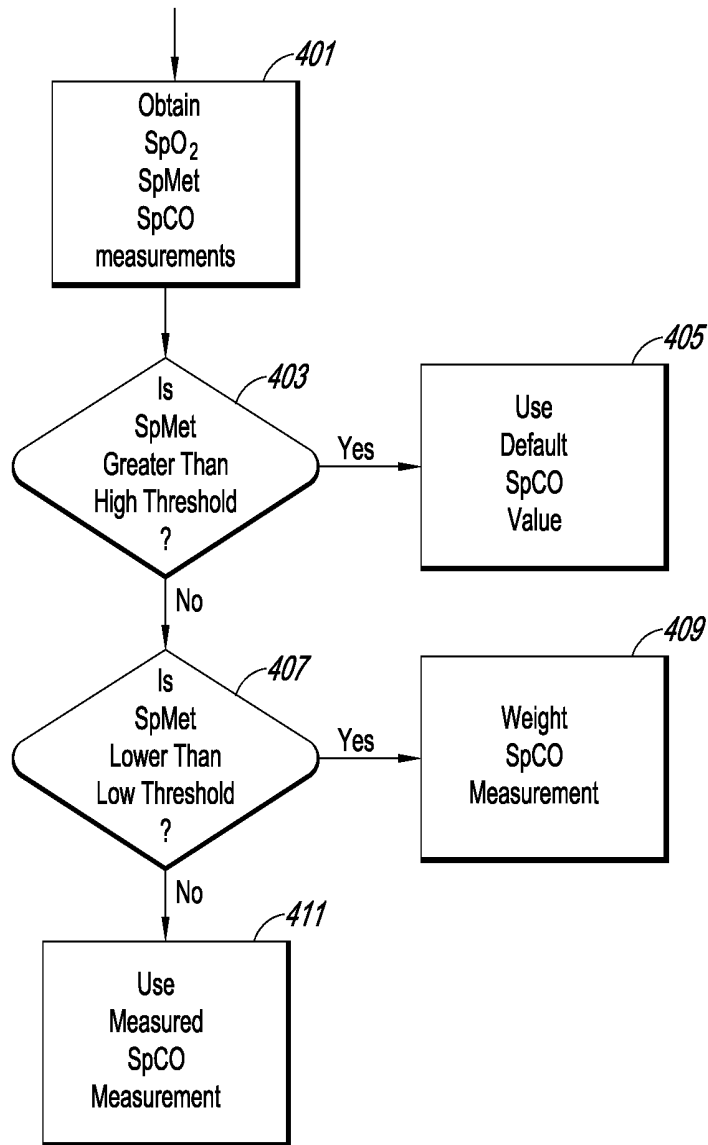 401
Obtain
SpO₂
SpMet
SpCO
measurements
403
Is
SpMet
Greater Than
High Threshold
?
Yes
405
Use
Default
SpCO
Value
No
407
Is
SpMet
Lower Than
Low Threshold
?
Yes
409
Weight
SpCO
Measurement
No
411
Use
Measured
SpCO
Measurement